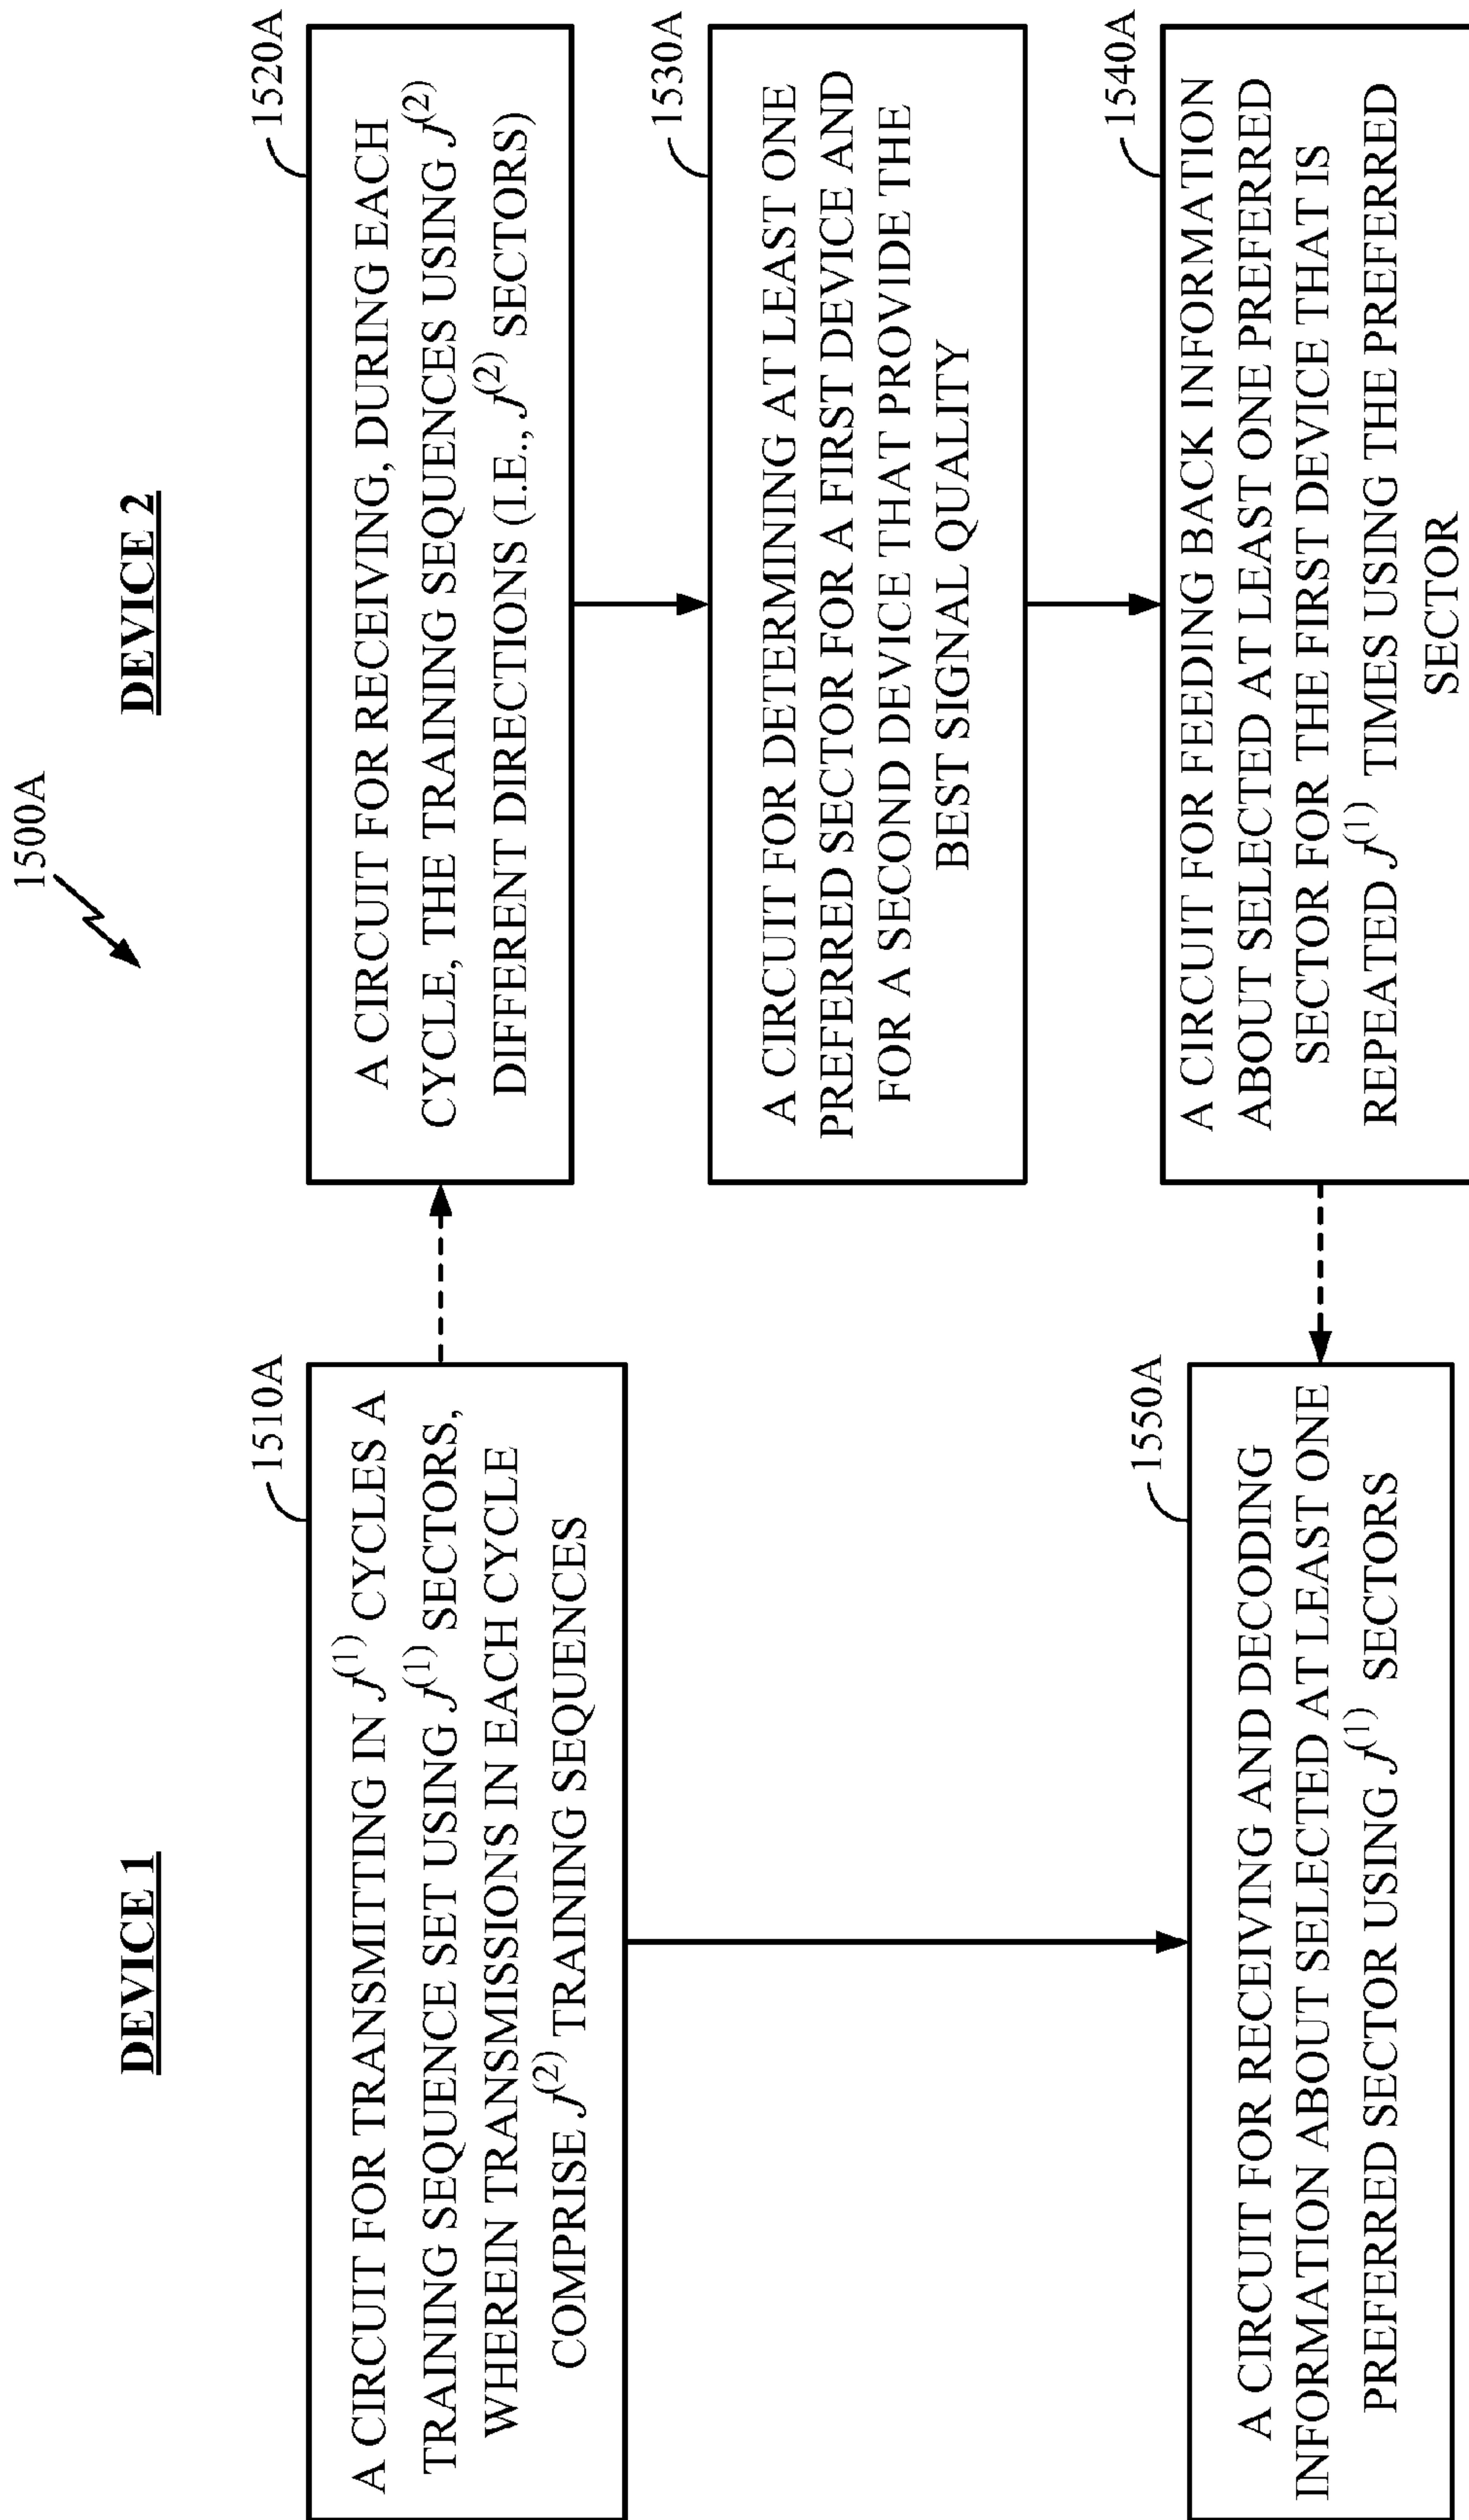 1500A
DEVICE 1
DEVICE 2
1510A
A CIRCUIT FOR TRANSMITTING IN J⁽¹⁾ CYCLES A
TRAINING SEQUENCE SET USING J⁽¹⁾ SECTORS,
WHEREIN TRANSMISSIONS IN EACH CYCLE
COMPRISE J⁽²⁾ TRAINING SEQUENCES
1520A
A CIRCUIT FOR RECEIVING, DURING EACH
CYCLE, THE TRAINING SEQUENCES USING J⁽²⁾
DIFFERENT DIRECTIONS (I.E., J⁽²⁾ SECTORS)
1530A
A CIRCUIT FOR DETERMINING AT LEAST ONE
PREFERRED SECTOR FOR A FIRST DEVICE AND
FOR A SECOND DEVICE THAT PROVIDE THE
BEST SIGNAL QUALITY
1540A
A CIRCUIT FOR FEEDING BACK INFORMATION
ABOUT SELECTED AT LEAST ONE PREFERRED
SECTOR FOR THE FIRST DEVICE THAT IS
REPEATED J⁽¹⁾ TIMES USING THE PREFERRED
SECTOR
1550A
A CIRCUIT FOR RECEIVING AND DECODING
INFORMATION ABOUT SELECTED AT LEAST ONE
PREFERRED SECTOR USING J⁽¹⁾ SECTORS